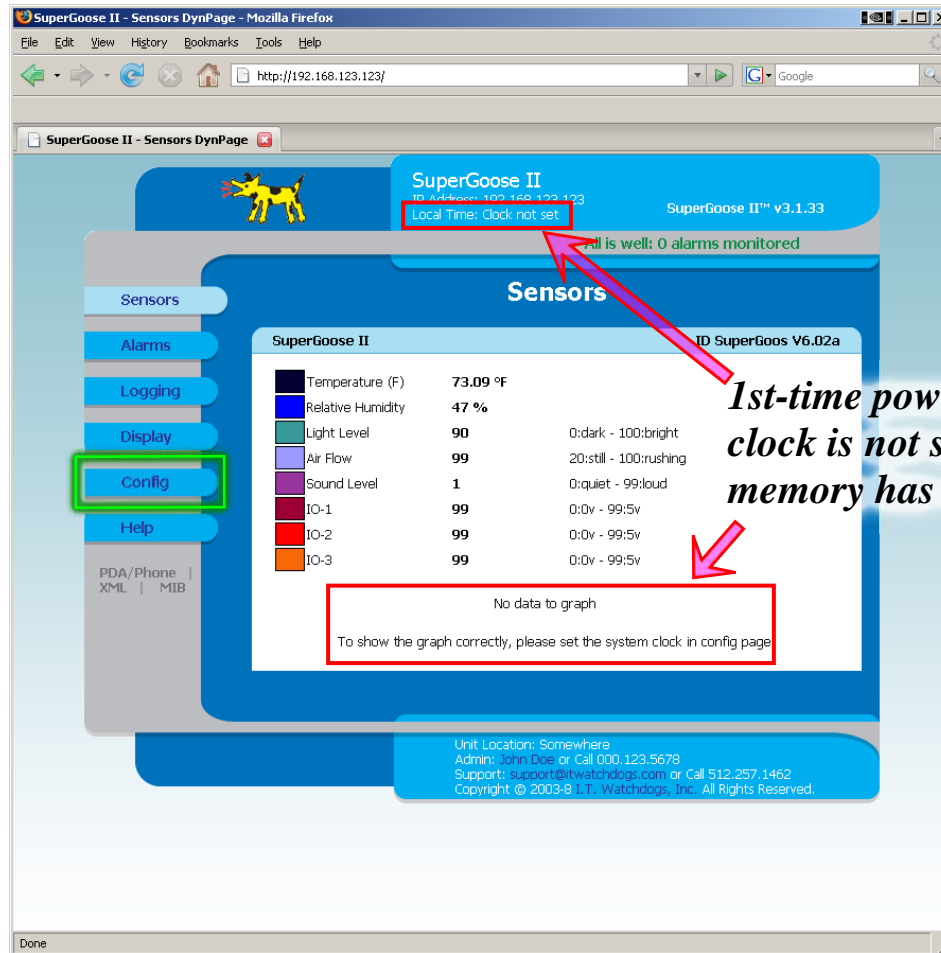 SuperGoose II - Sensors DynPage - Mozilla Firefox
File Edit View History Bookmarks Tools Help
http://192.168.123.123/
Google
SuperGoose II - Sensors DynPage
SuperGoose II
IP Address: 192.168.123.123
Local Time: Clock not set
SuperGoose II™ v3.1.33
All is well: 0 alarms monitored
Sensors
Sensors
Alarms
Logging
Display
Config
Help
PDA/Phone |
XML | MIB
SuperGoose II ID SuperGoos V6.02a
Temperature (F) 73.09 ºF
Relative Humidity 47 %
Light Level 90 0:dark - 100:bright
Air Flow 99 20:still - 100:rushing
Sound Level 1 0:quiet - 99:loud
IO-1 99 0:0v - 99:5v
IO-2 99 0:0v - 99:5v
IO-3 99 0:0v - 99:5v
1st-time pow
clock is not s
memory has
No data to graph
To show the graph correctly, please set the system clock in config page
Unit Location: Somewhere
Admin: John Doe or Call 000.123.5678
Support: support@itwatchdogs.com or Call 512.257.1462
Copyright © 2003-8 I.T. Watchdogs, Inc. All Rights Reserved.
Done